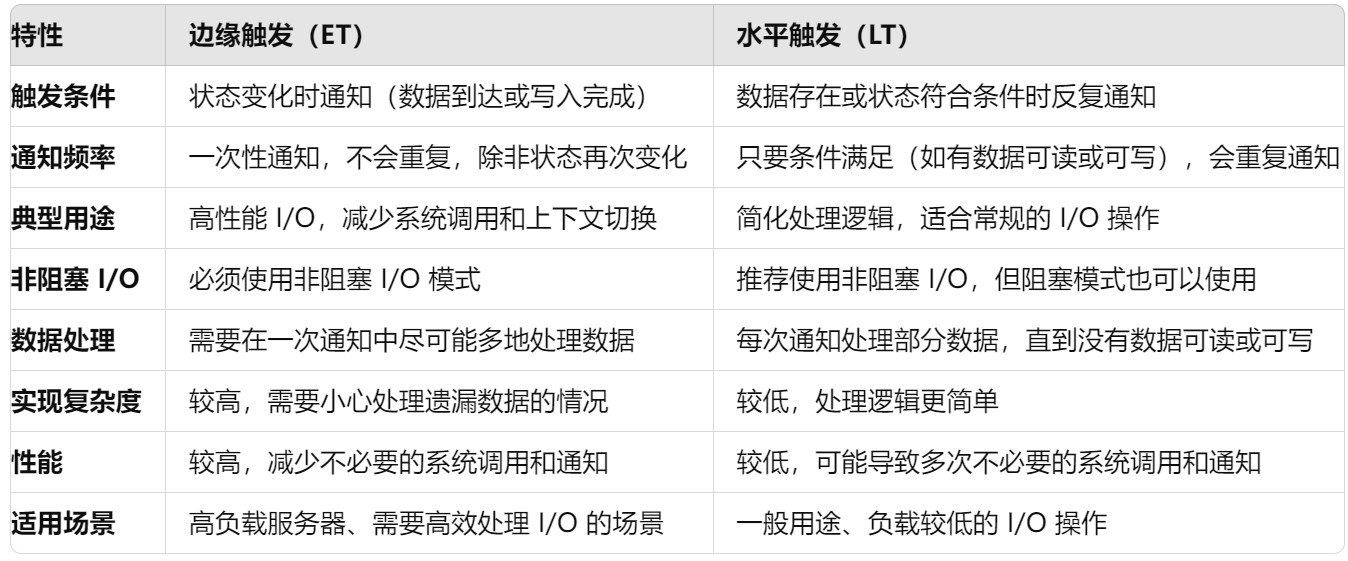 特性 边缘触发（ET） 水平触发（LT）
触发条件 状态变化时通知（数据到达或写入完成） 数据存在或状态符合条件时反复通知
通知频率 一次性通知，不会重复，除非状态再次变化 只要条件满足（如有数据可读或可写），会重复通知
典型用途 高性能 I/O，减少系统调用和上下文切换 简化处理逻辑，适合常规的 I/O 操作
非阻塞 I/O 必须使用非阻塞 I/O 模式 推荐使用非阻塞 I/O，但阻塞模式也可以使用
数据处理 需要在一次通知中尽可能多地处理数据 每次通知处理部分数据，直到没有数据可读或可写
实现复杂度 较高，需要小心处理遗漏数据的情况 较低，处理逻辑更简单
性能 较高，减少不必要的系统调用和通知 较低，可能导致多次不必要的系统调用和通知
适用场景 高负载服务器、需要高效处理 I/O 的场景 一般用途、负载较低的 I/O 操作